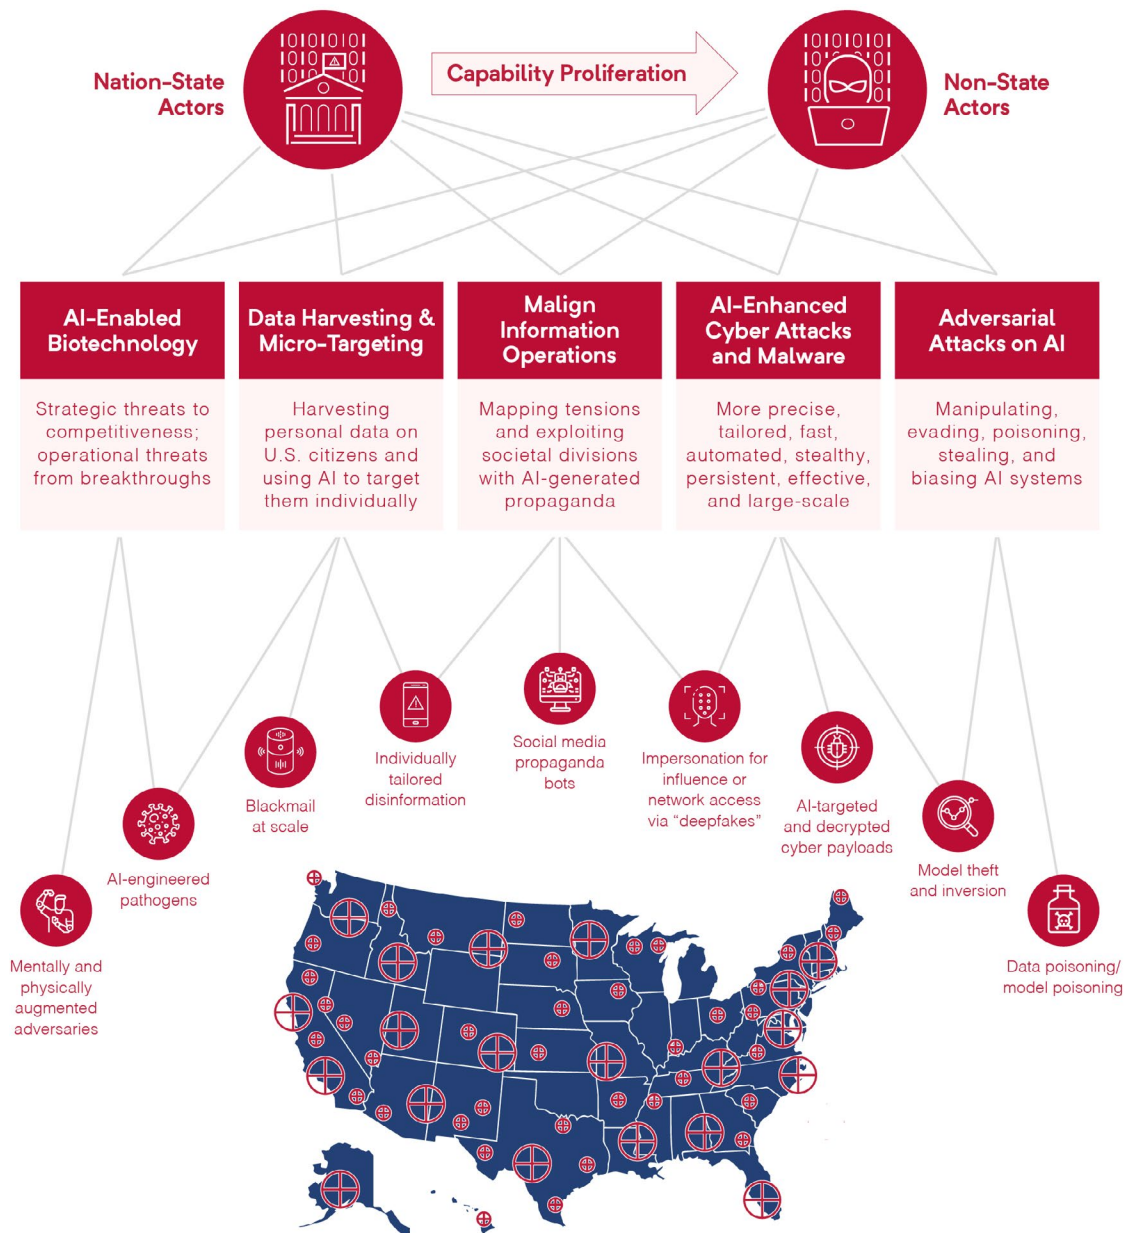 Nation-State
Actors
Capability Proliferation
Non-State
Actors
AI-Enabled
Biotechnology
Strategic threats to
competitiveness;
operational threats
from breakthroughs
Data Harvesting &
Micro-Targeting
Harvesting
personal data on
U.S. citizens and
using AI to target
them individually
Malign
Information
Operations
Mapping tensions
and exploiting
societal divisions
with AI-generated
propaganda
AI-Enhanced
Cyber Attacks
and Malware
More precise,
tailored, fast,
automated, stealthy,
persistent, effective,
and large-scale
Adversarial
Attacks on AI
Manipulating,
evading, poisoning,
stealing, and
biasing AI systems
Mentally and
physically
augmented
adversaries
AI-engineered
pathogens
Blackmail
at scale
Individually
tailored
disinformation
Social media
propaganda
bots
Impersonation for
influence or
network access
via “deepfakes”
AI-targeted
and decrypted
cyber payloads
Model theft
and inversion
Data poisoning/
model poisoning